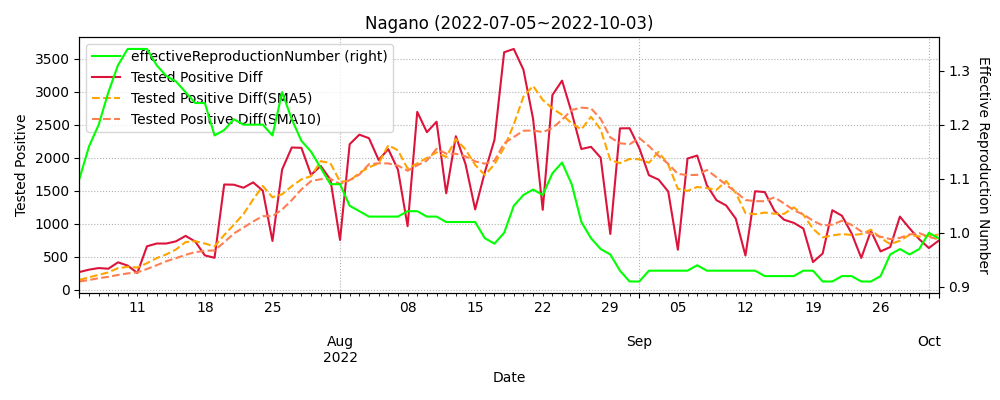 Nagano (2022-07-05~2022-10-03)
effectiveReproductionNumber (right)
Tested Positive Diff
Tested Positive Diff(SMA5)
Tested Positive Diff(SMA10)
Tested Positive
3500
3000
2500
2000
1500
1000
500
0
1.3
1.2
1.1
1.0
0.9
Effective Reproduction Number
11 18 25 08 15 22 29 05 12 19 26
Aug Sep Oct
2022
Date